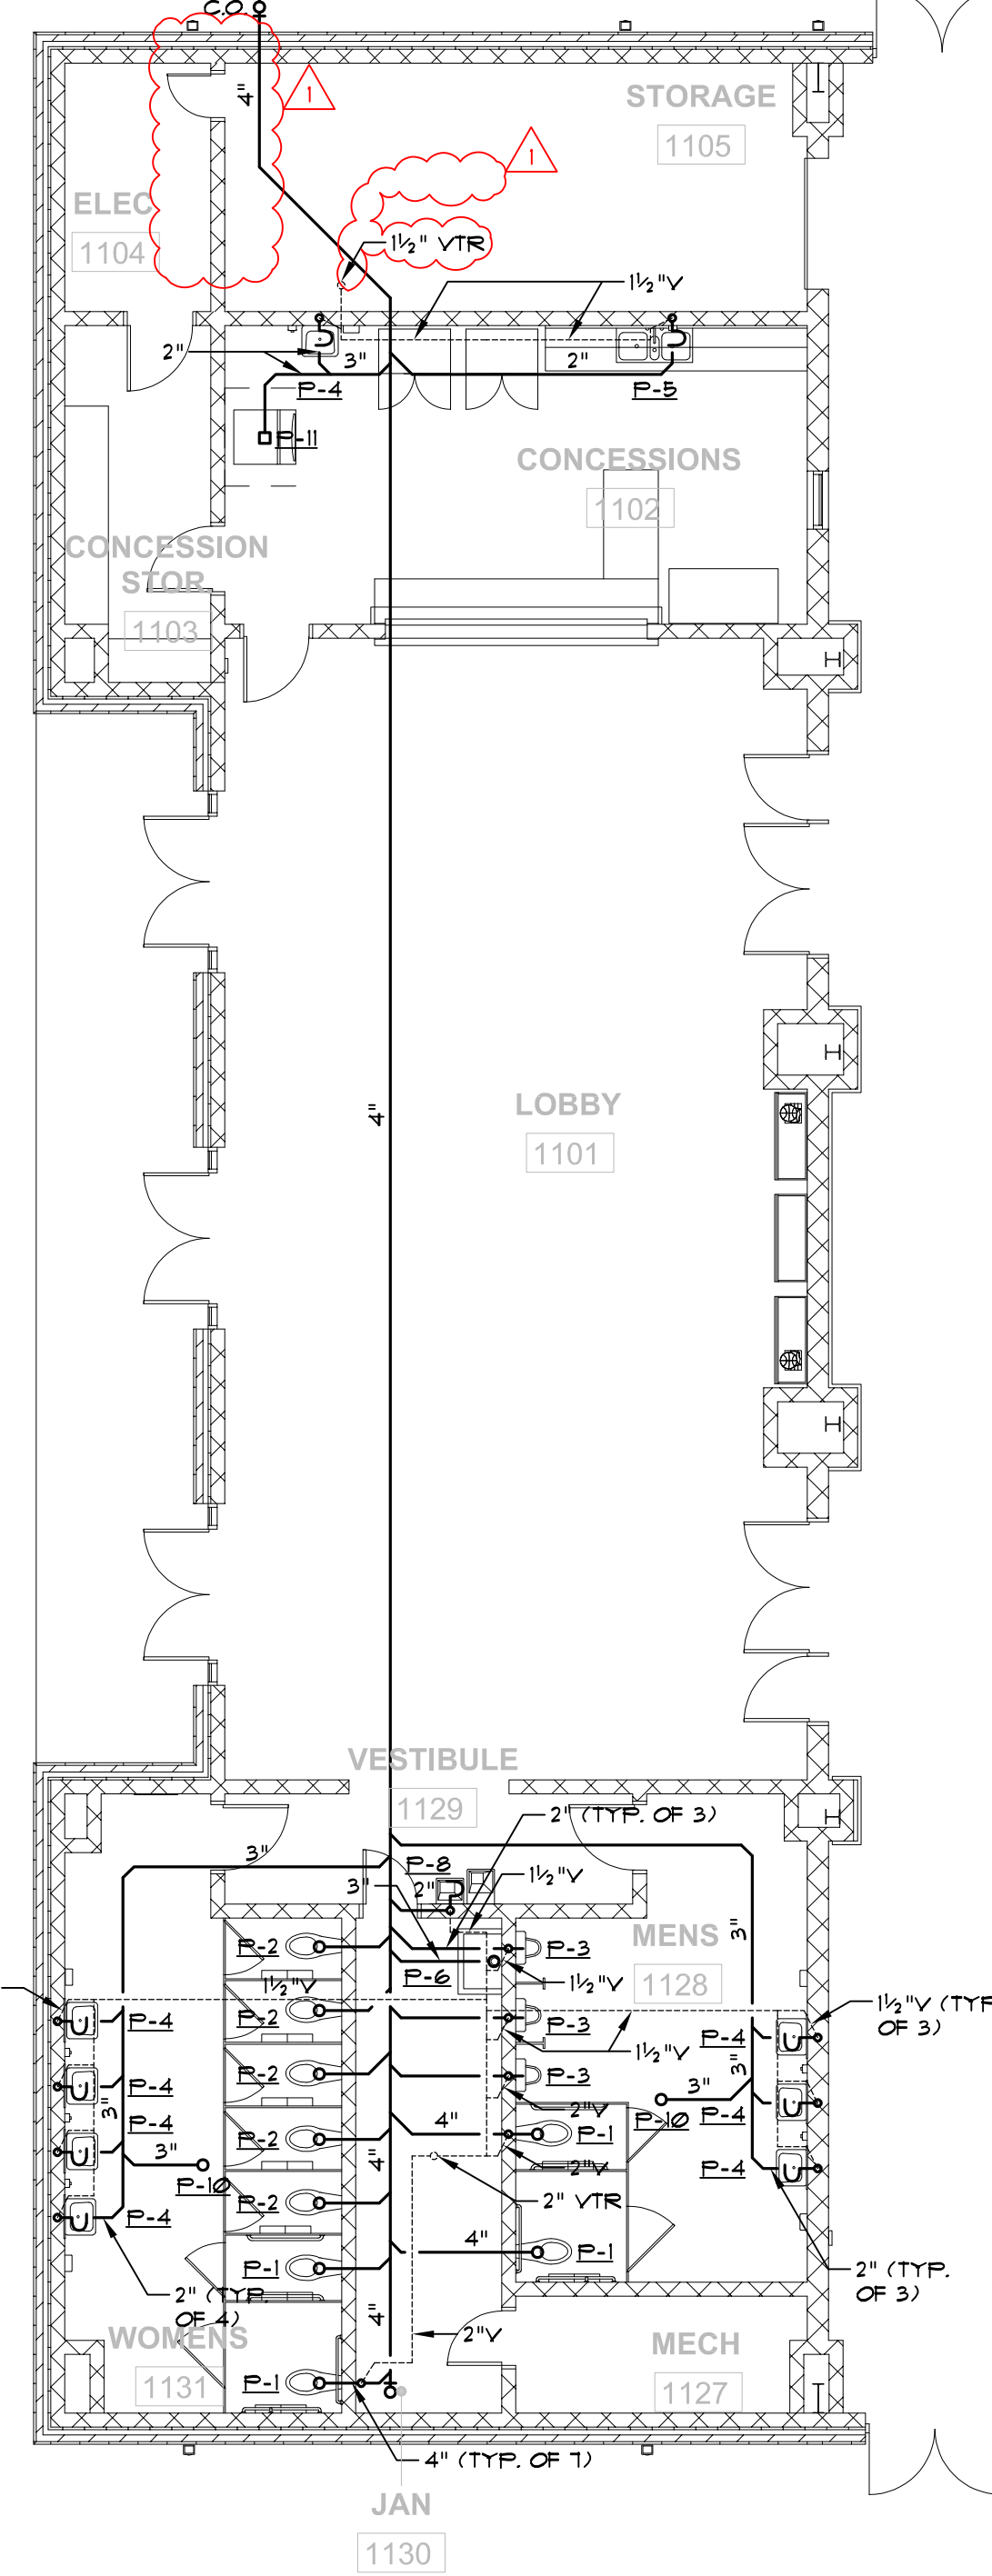 C.O.
4"
1
STORAGE
1105
1
ELEC
1104
1½" VTR
1½"V
2"
3"
2"
P-4
P-5
P-11
CONCESSIONS
1102
CONCESSION
STOR.
1103
4"
LOBBY
1101
VESTIBULE
1129
2" (TYP. OF 3)
3"
P-8
3"
2"
1½"V
MENS
1128
3"
P-2
P-3
P-6
1½"V
1½"V
P-2
P-3
1½"V (TYP
OF 3)
P-4
P-4
1½"V
P-2
P-3
3"
3"
P-4
P-4
3"
2"V
P-10
P-4
P-2
4"
P-1
4"
3"
2"V
P-4
P-10
P-2
2" VTR
P-4
4"
P-1
P-1
2" (TYP.
OF 3)
2" (TYP.
OF 4)
4"
2"V
WOMENS
1131
MECH
1127
P-1
4" (TYP. OF 7)
JAN
1130